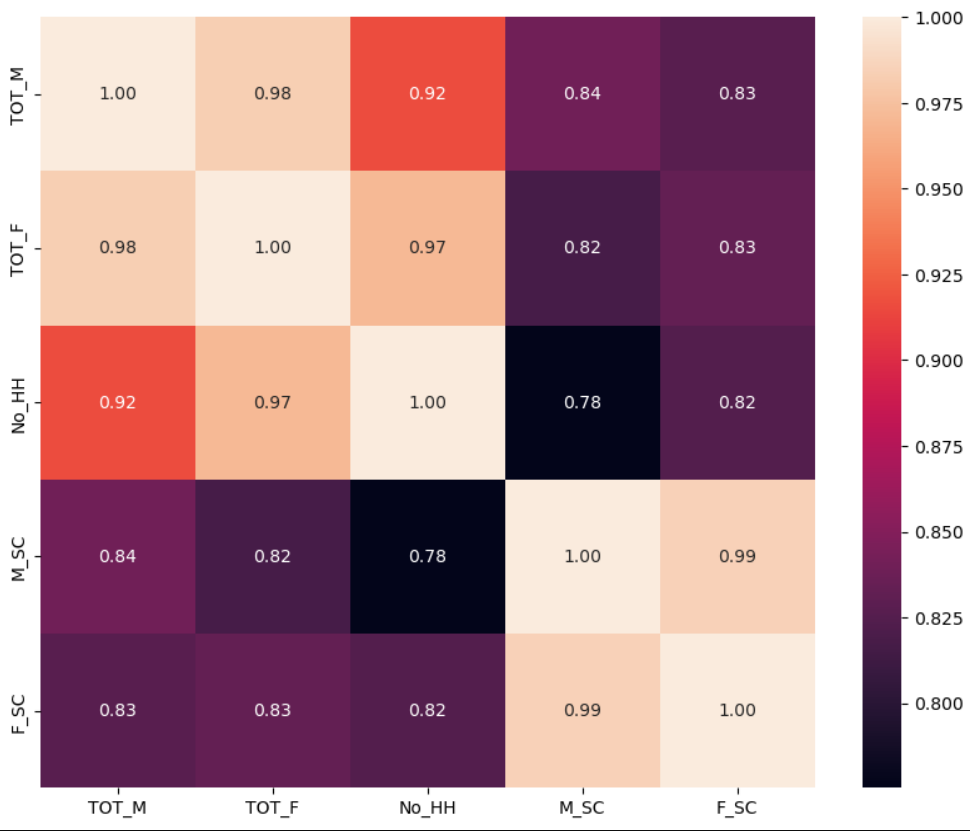 TOT_M 1.00 0.98 0.92 0.84 0.83
TOT_F 0.98 1.00 0.97 0.82 0.83
No_HH 0.92 0.97 1.00 0.78 0.82
M_SC 0.84 0.82 0.78 1.00 0.99
F_SC 0.83 0.83 0.82 0.99 1.00
TOT_M TOT_F No_HH M_SC F_SC
1.000
0.975
0.950
0.925
0.900
0.875
0.850
0.825
0.800